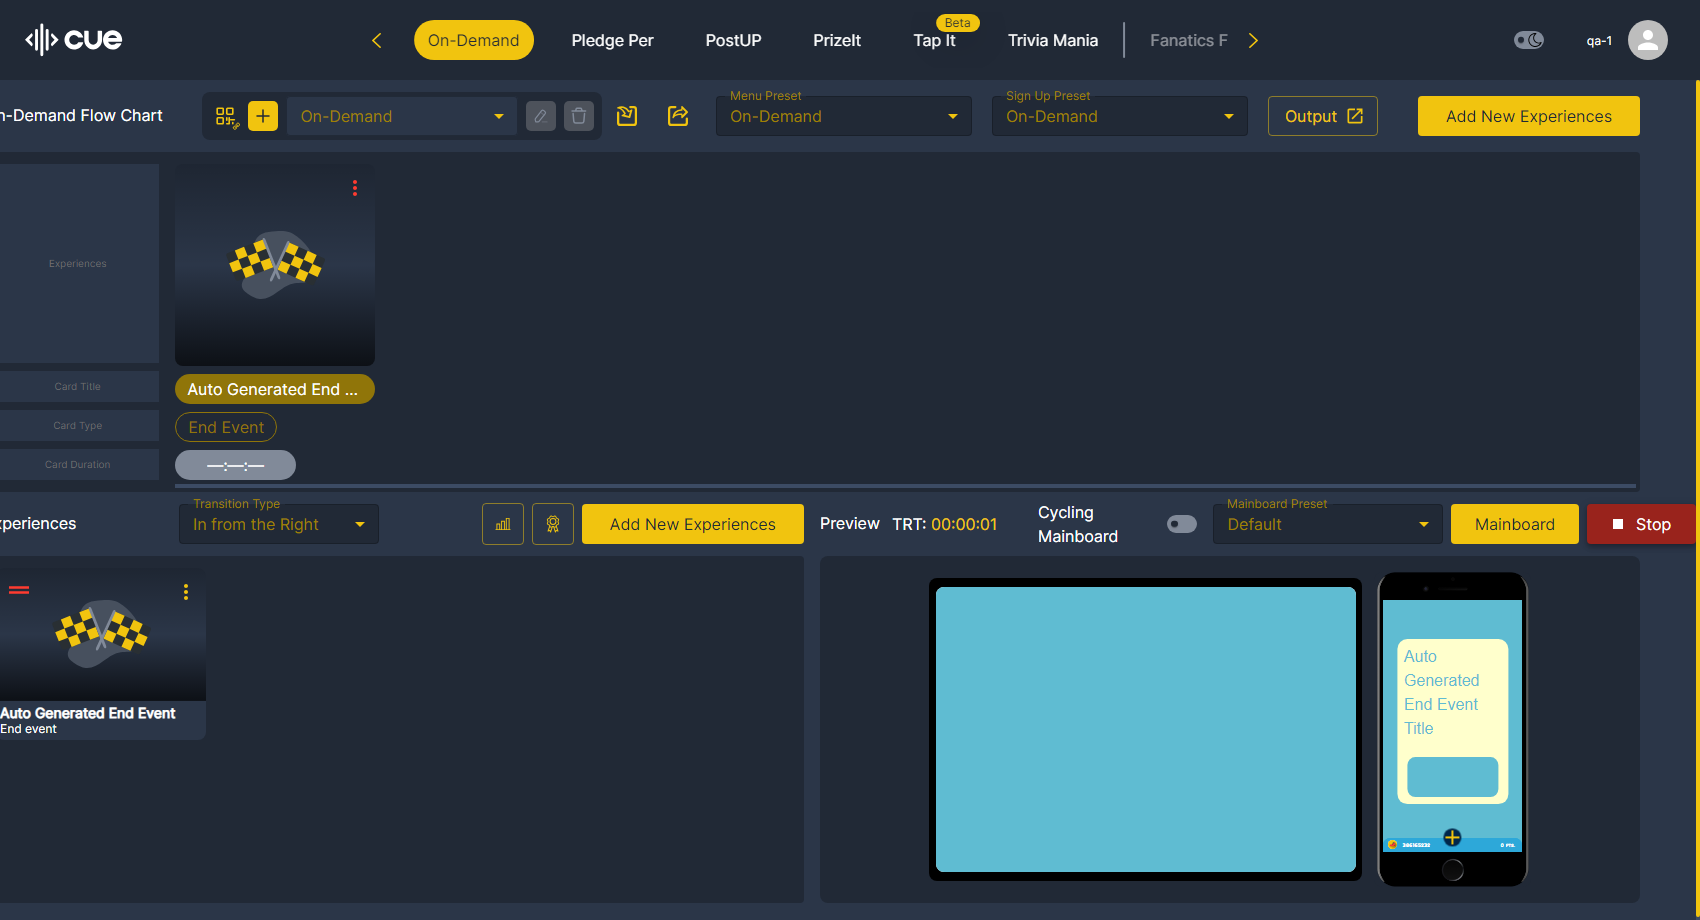 cue
On-Demand
Pledge Per
PostUP
PrizeIt
Beta
Tap It
Trivia Mania
Fanatics F
qa-1
n-Demand Flow Chart
On-Demand
Menu Preset
On-Demand
Sign Up Preset
On-Demand
Output
Add New Experiences
Experiences
Card Title
Card Type
Card Duration
Auto Generated End ...
End Event
—:—:—
xperiences
Transition Type
In from the Right
Add New Experiences
Preview TRT: 00:00:01
Cycling
Mainboard
Mainboard Preset
Default
Mainboard
Stop
Auto Generated End Event
End event
Auto
Generated
End Event
Title
0 PTS.